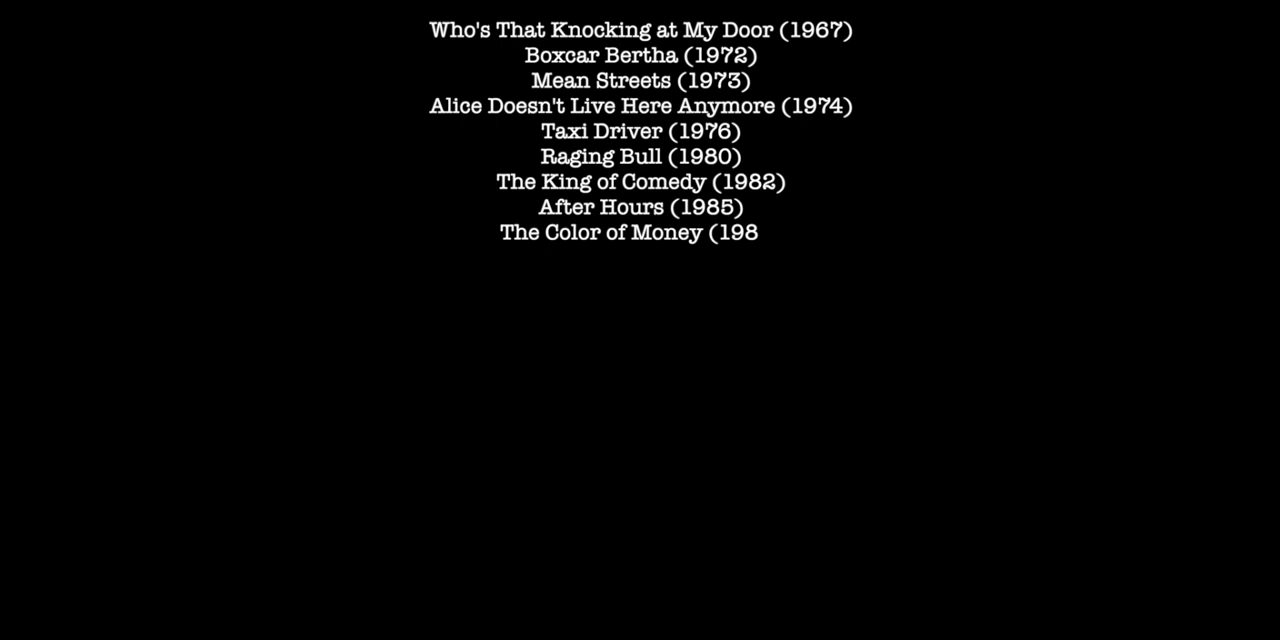 Who's That Knocking at My Door (1967)
Boxcar Bertha (1972)
Mean Streets (1973)
Alice Doesn't Live Here Anymore (1974)
Taxi Driver (1976)
Raging Bull (1980)
The King of Comedy (1982)
After Hours (1985)
The Color of Money (198